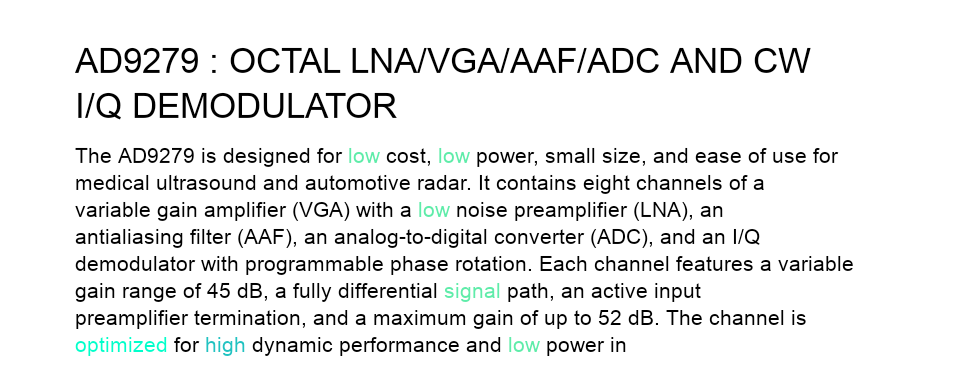 AD9279 : OCTAL LNA/VGA/AAF/ADC AND CW
I/Q DEMODULATOR
The AD9279 is designed for low cost, low power, small size, and ease of use for
medical ultrasound and automotive radar. It contains eight channels of a
variable gain amplifier (VGA) with a low noise preamplifier (LNA), an
antialiasing filter (AAF), an analog-to-digital converter (ADC), and an I/Q
demodulator with programmable phase rotation. Each channel features a variable
gain range of 45 dB, a fully differential signal path, an active input
preamplifier termination, and a maximum gain of up to 52 dB. The channel is
optimized for high dynamic performance and low power in